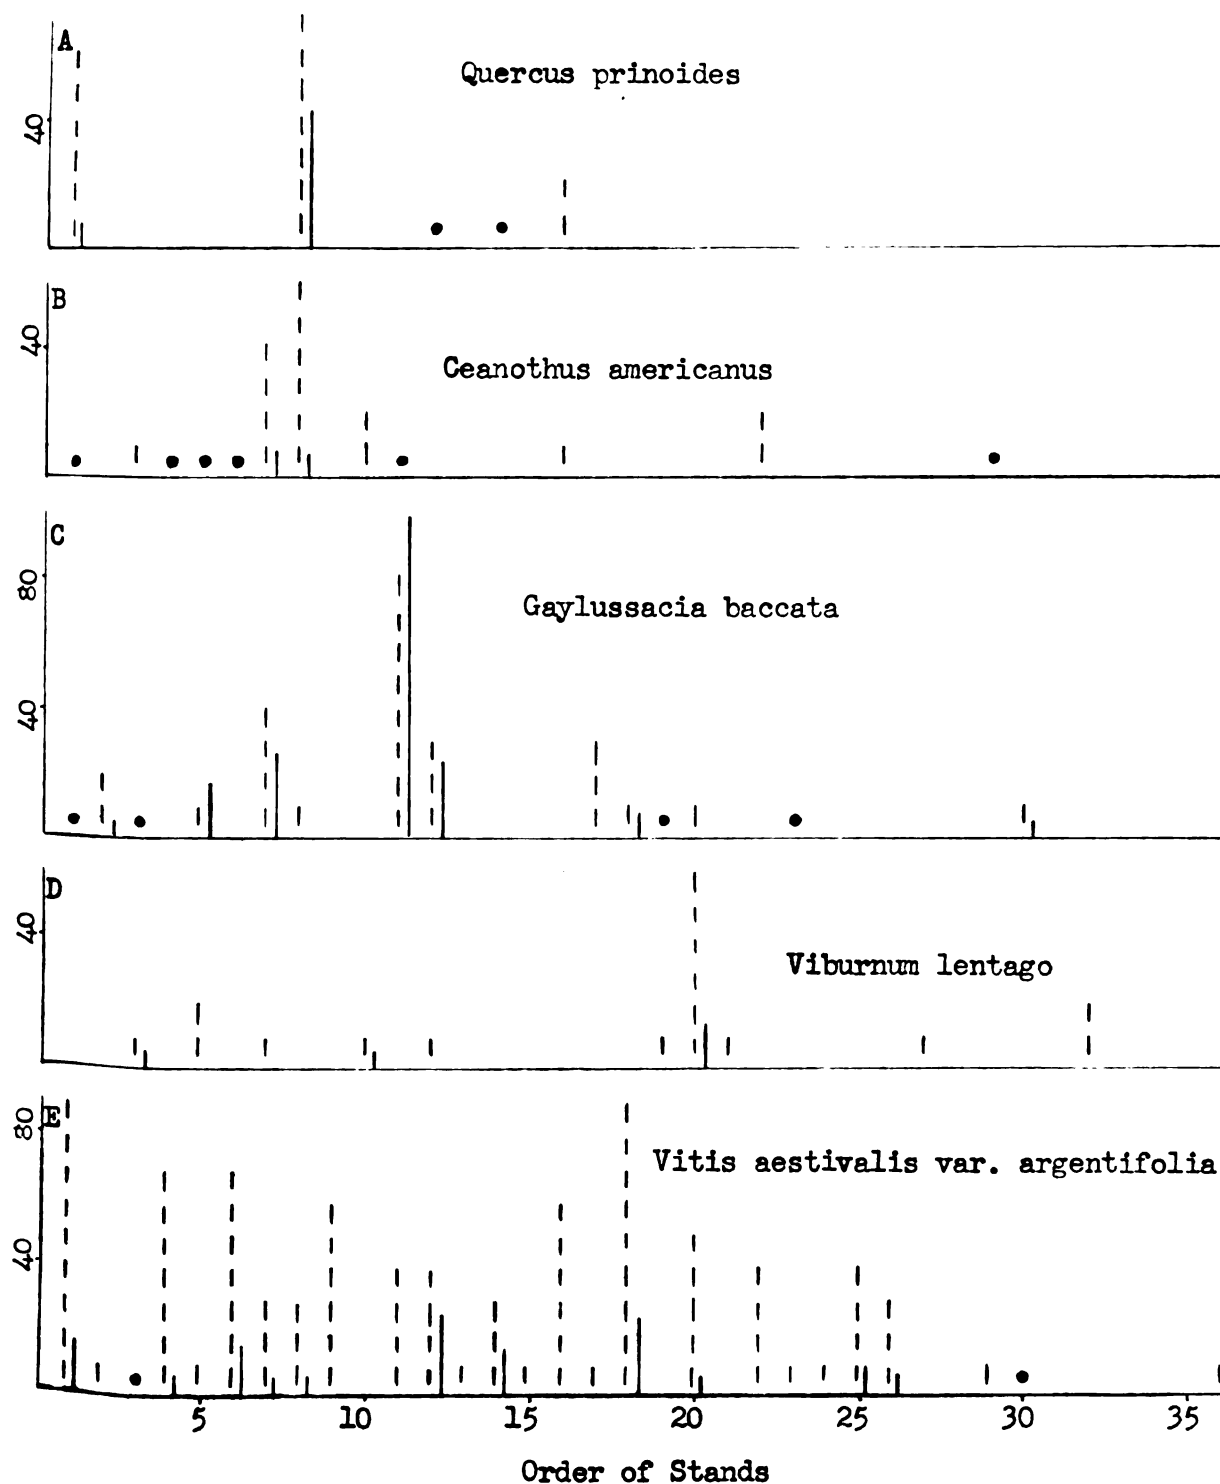 A
Quercus prinoides
40
B
40
Ceanothus americanus
C
80
Gaylussacia baccata
40
D
40
Viburnum lentago
E
80
Vitis aestivalis var. argentifolia
40
5 10 15 20 25 30 35
Order of Stands